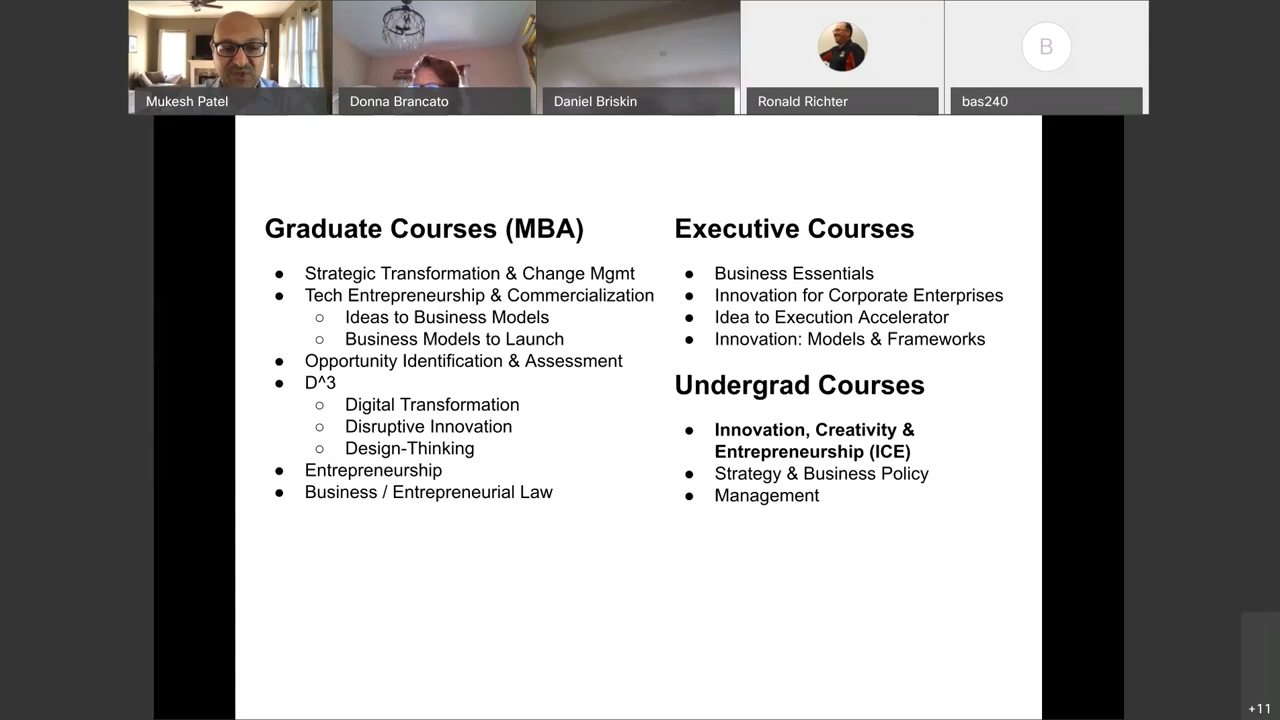 Mukesh Patel
Donna Brancato
Daniel Briskin
Ronald Richter
B
bas240
Graduate Courses (MBA)
● Strategic Transformation & Change Mgmt
● Tech Entrepreneurship & Commercialization
○ Ideas to Business Models
○ Business Models to Launch
● Opportunity Identification & Assessment
● D^3
○ Digital Transformation
○ Disruptive Innovation
○ Design-Thinking
● Entrepreneurship
● Business / Entrepreneurial Law
Executive Courses
● Business Essentials
● Innovation for Corporate Enterprises
● Idea to Execution Accelerator
● Innovation: Models & Frameworks
Undergrad Courses
● Innovation, Creativity &
Entrepreneurship (ICE)
● Strategy & Business Policy
● Management
+11